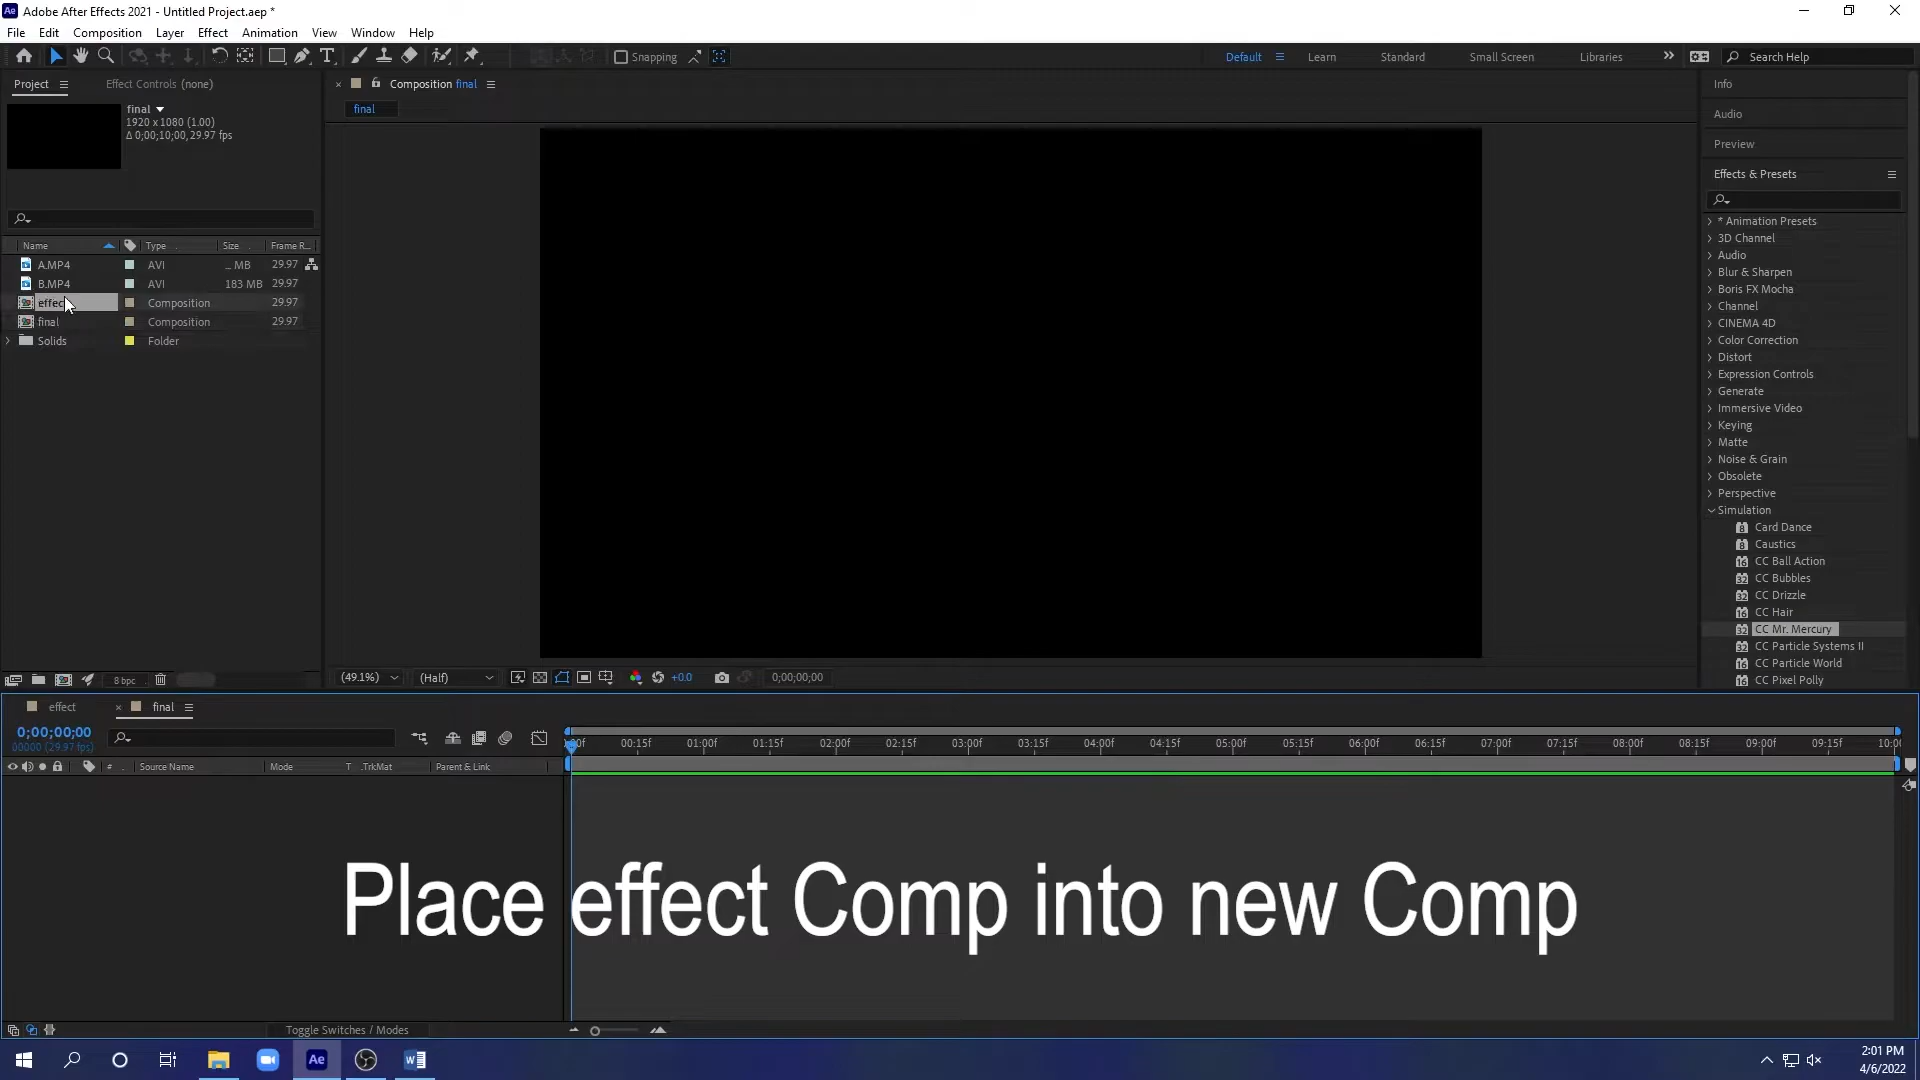 Adobe After Effects 2021 - Untitled Project.aep *
File Edit Composition Layer Effect Animation View Window Help
Snapping Default Learn Standard Small Screen Libraries Search Help
Project Effect Controls (none)
Composition final
final
final
1920 x 1080 (1.00)
Δ 0;00;10;00, 29.97 fps
Name Type Size Frame R...
A.MP4 AVI ... MB 29.97
B.MP4 AVI 183 MB 29.97
effect Composition 29.97
final Composition 29.97
Solids Folder
8 bpc
(49.1%) (Half) +0.0 0;00;00;00
Info
Audio
Preview
Effects & Presets
* Animation Presets
3D Channel
Audio
Blur & Sharpen
Boris FX Mocha
Channel
CINEMA 4D
Color Correction
Distort
Expression Controls
Generate
Immersive Video
Keying
Matte
Noise & Grain
Obsolete
Perspective
Simulation
Card Dance
Caustics
CC Ball Action
CC Bubbles
CC Drizzle
CC Hair
CC Mr. Mercury
CC Particle Systems II
CC Particle World
CC Pixel Polly
effect final
0;00;00;00
00000 (29.97 fps)
00:15f 01:00f 01:15f 02:00f 02:15f 03:00f 03:15f 04:00f 04:15f 05:00f 05:15f 06:00f 06:15f 07:00f 07:15f 08:00f 08:15f 09:00f 09:15f 10:00
# Source Name Mode T .TrkMat Parent & Link
Place effect Comp into new Comp
Toggle Switches / Modes
Ae
2:01 PM
4/6/2022